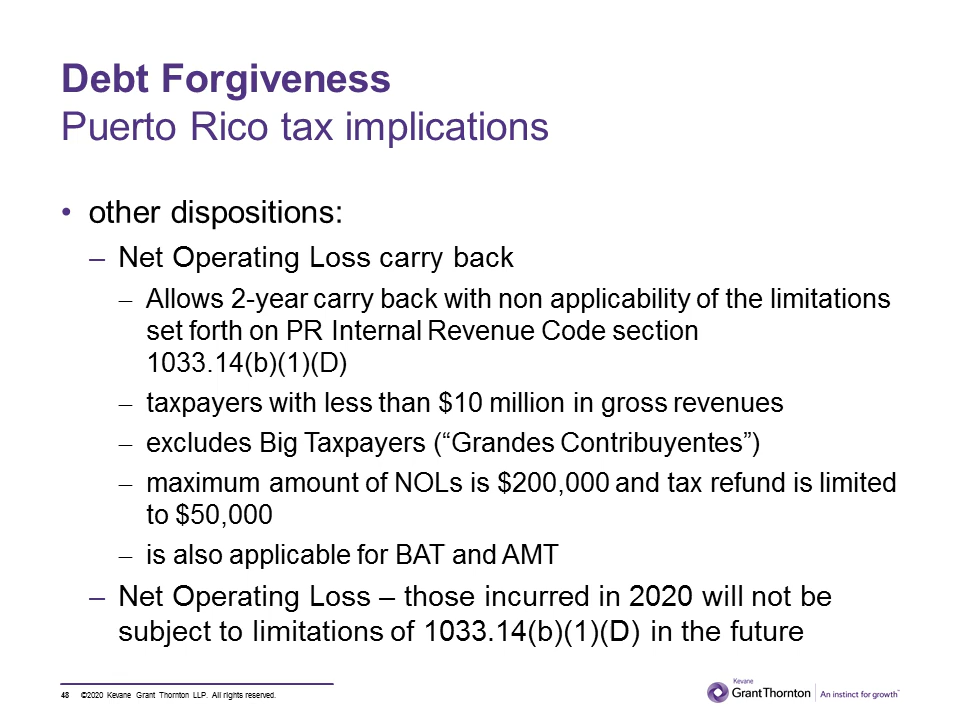 Debt Forgiveness
Puerto Rico tax implications
• other dispositions:
– Net Operating Loss carry back
– Allows 2-year carry back with non applicability of the limitations
set forth on PR Internal Revenue Code section
1033.14(b)(1)(D)
– taxpayers with less than $10 million in gross revenues
– excludes Big Taxpayers (“Grandes Contribuyentes”)
– maximum amount of NOLs is $200,000 and tax refund is limited
to $50,000
– is also applicable for BAT and AMT
– Net Operating Loss – those incurred in 2020 will not be
subject to limitations of 1033.14(b)(1)(D) in the future
48 ©2020 Kevane Grant Thornton LLP. All rights reserved.
Kevane
GrantThornton | An instinct for growth™